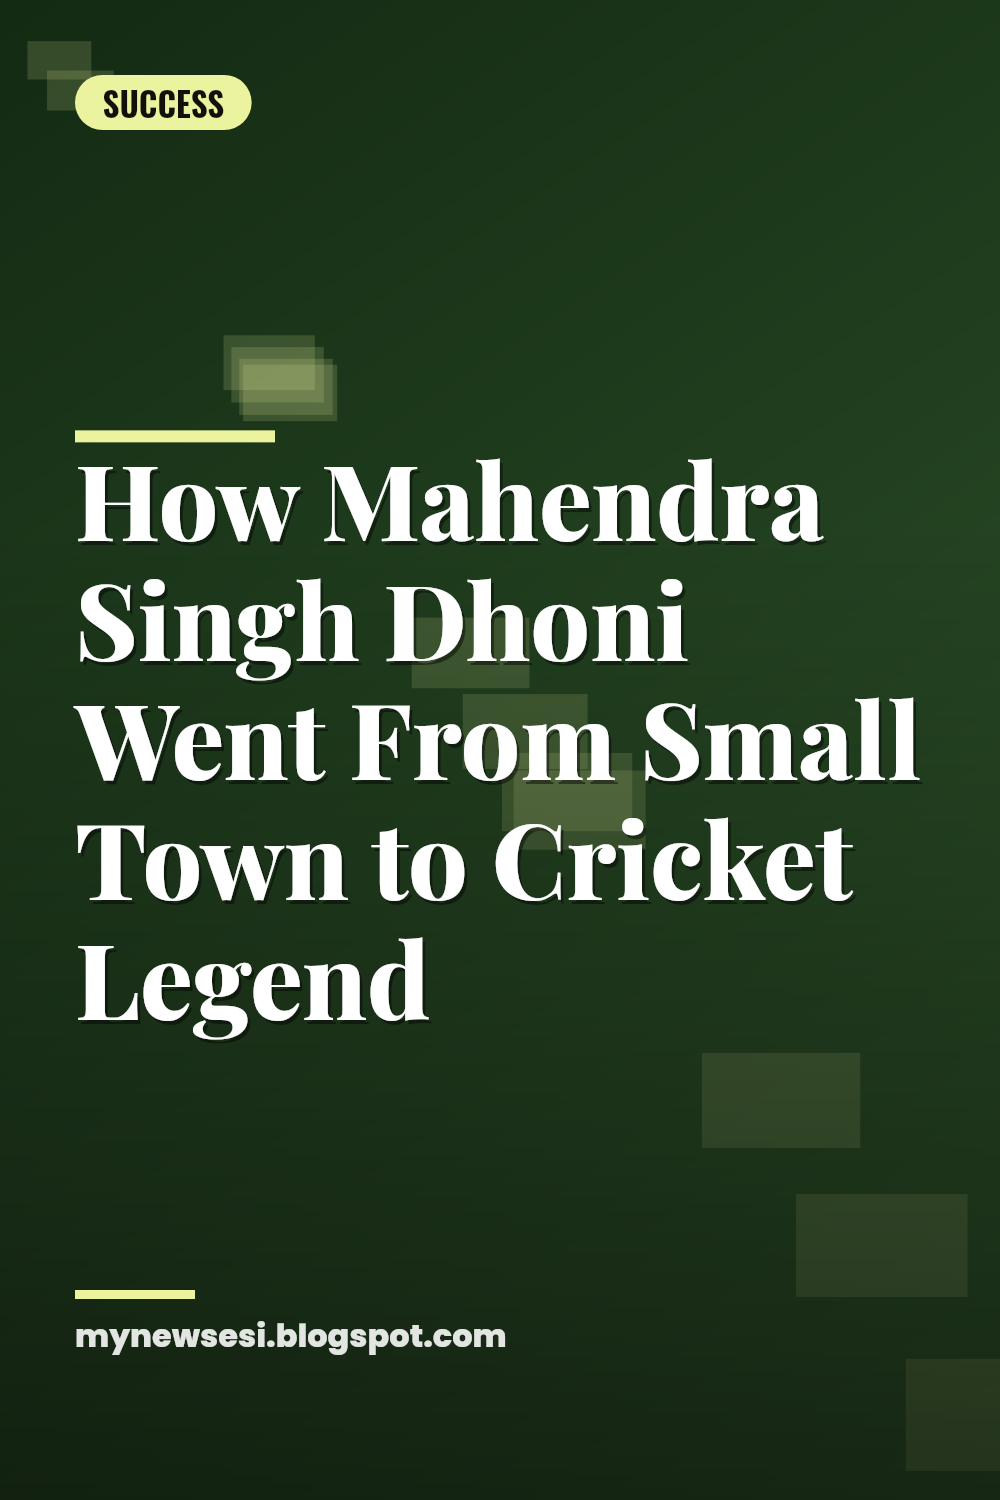 SUCCESS
How Mahendra
Singh Dhoni
Went From Small
Town to Cricket
Legend
mynewsesi.blogspot.com